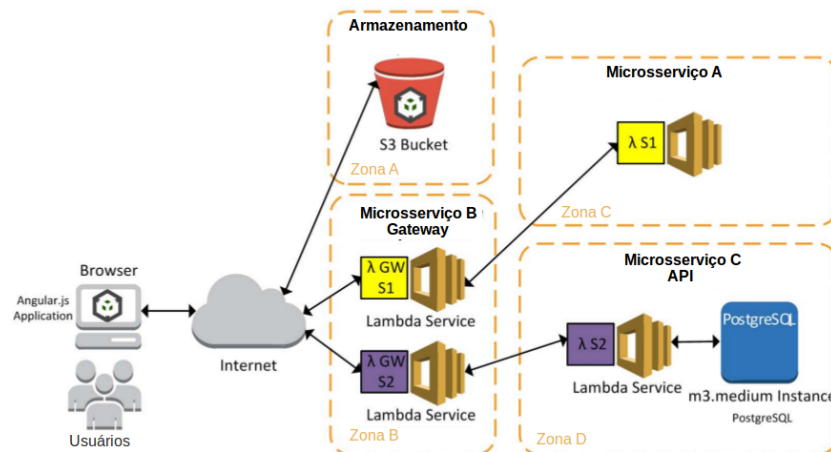 Armazenamento
S3 Bucket
Zona A
Microsserviço A
λ S1
Zona C
Microsserviço B
Gateway
λ GW
S1
Lambda Service
λ GW
S2
Lambda Service
Zona B
Microsserviço C
API
λ S2
Lambda Service
PostgreSQL
m3.medium Instance
PostgreSQL
Zona D
Browser
Angular.js
Application
Internet
Usuários